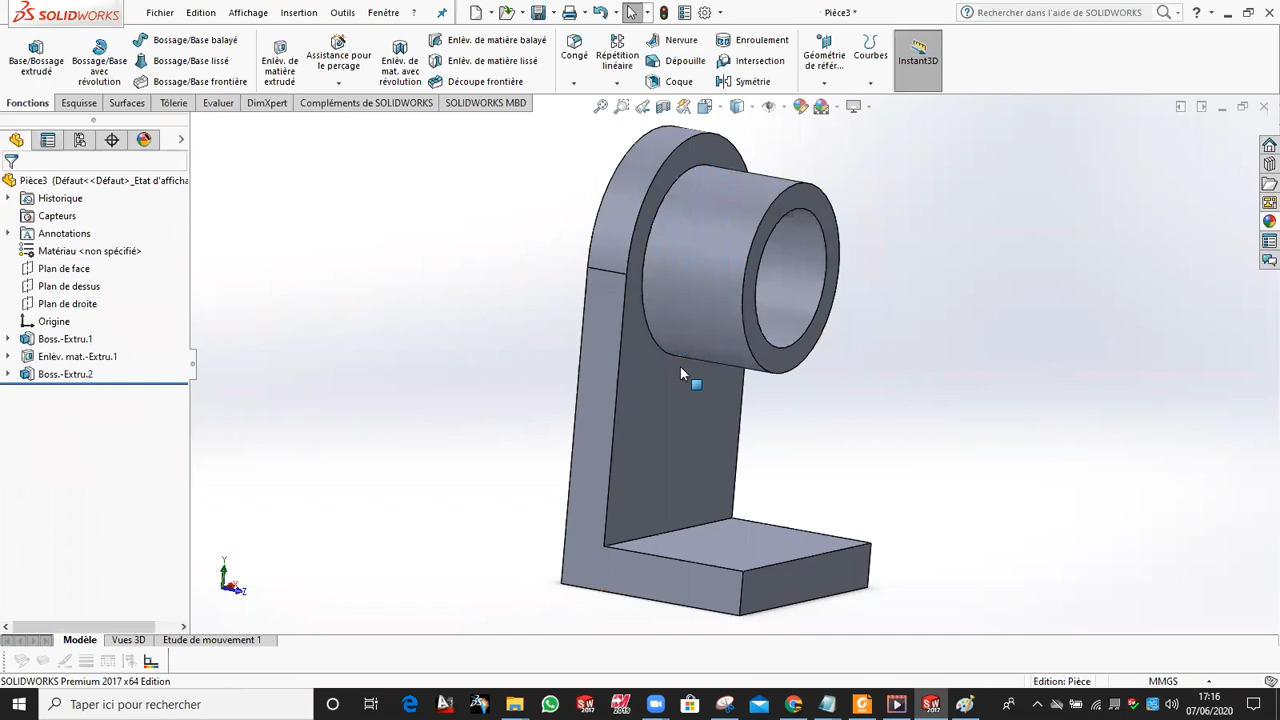 SOLIDWORKS
Fichier Edition Affichage Insertion Outils Fenêtre
Pièce3 *
Rechercher dans l'aide de SOLIDWORKS
Base/Bossage extrudé
Bossage/Base avec révolution
Bossage/Base balayé
Bossage/Base lissé
Bossage/Base frontière
Enlèv. de matière extrudé
Assistance pour le perçage
Enlèv. de mat. avec révolution
Enlèv. de matière balayé
Enlèv. de matière lissé
Découpe frontière
Congé
Répétition linéaire
Nervure
Dépouille
Coque
Enroulement
Intersection
Symétrie
Géométrie de référ...
Courbes
Instant3D
Fonctions Esquisse Surfaces Tôlerie Evaluer DimXpert Compléments de SOLIDWORKS SOLIDWORKS MBD
Pièce3 (Défaut<<Défaut>_Etat d'afficha
Historique
Capteurs
Annotations
Matériau <non spécifié>
Plan de face
Plan de dessus
Plan de droite
Origine
Boss.-Extru.1
Enlèv. mat.-Extru.1
Boss.-Extru.2
Y
X
Z
Modèle Vues 3D Etude de mouvement 1
SOLIDWORKS Premium 2017 x64 Edition
Edition: Pièce
MMGS
Taper ici pour rechercher
17:16
07/06/2020